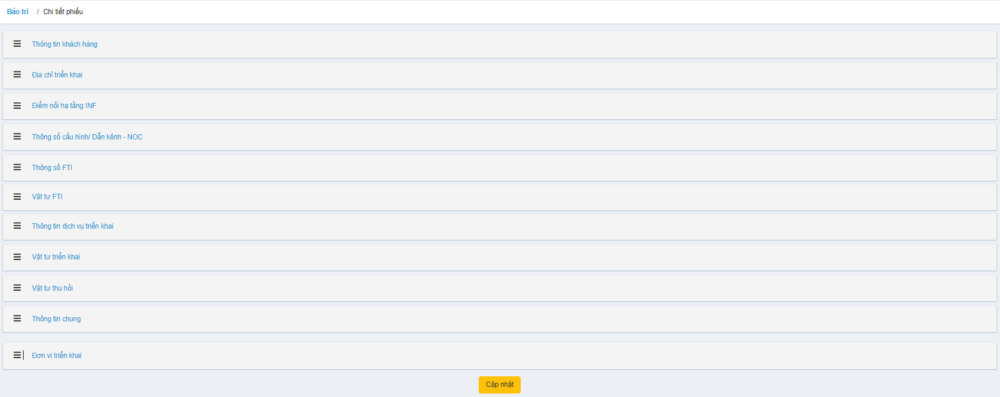 Bảo trì / Chi tiết phiếu
Thông tin khách hàng
Địa chỉ triển khai
Điểm nối hạ tầng INF
Thông số cấu hình/ Dẫn kênh - NOC
Thông số FTI
Vật tư FTI
Thông tin dịch vụ triển khai
Vật tư triển khai
Vật tư thu hồi
Thông tin chung
Đơn vị triển khai
Cập nhật